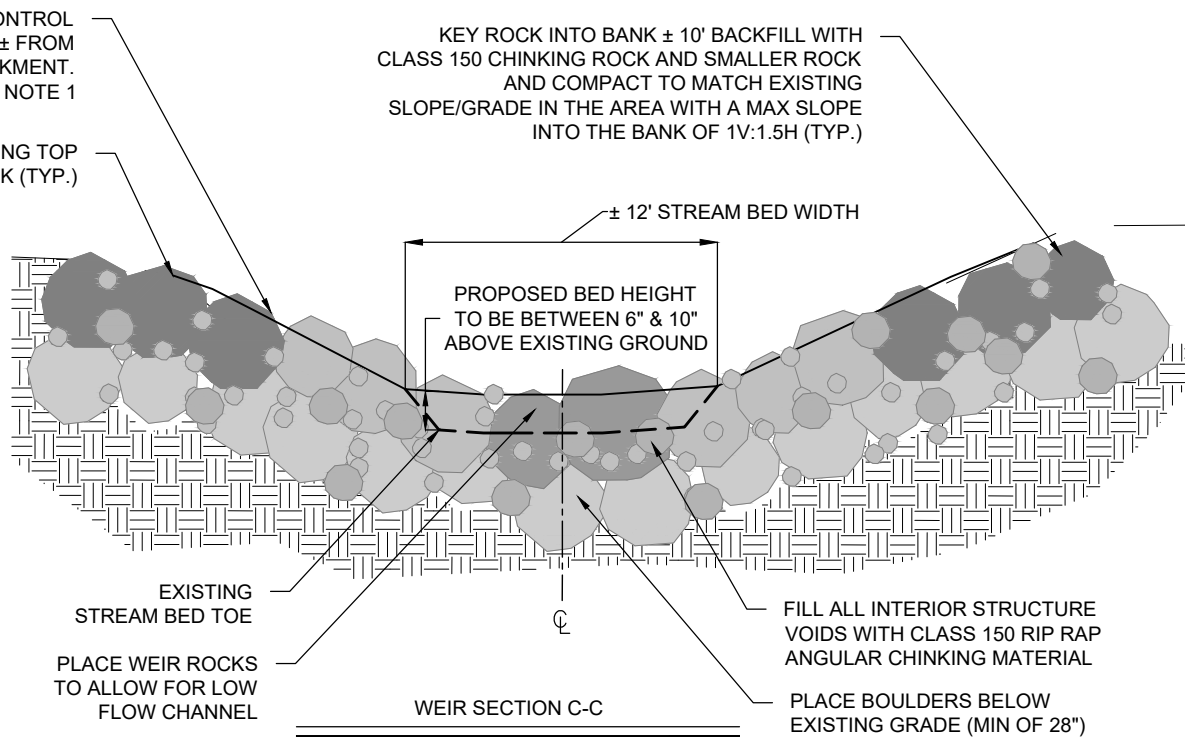 ONTROL
± FROM
KMENT.
NOTE 1
NG TOP
K (TYP.)
KEY ROCK INTO BANK ± 10' BACKFILL WITH
CLASS 150 CHINKING ROCK AND SMALLER ROCK
AND COMPACT TO MATCH EXISTING
SLOPE/GRADE IN THE AREA WITH A MAX SLOPE
INTO THE BANK OF 1V:1.5H (TYP.)
± 12' STREAM BED WIDTH
PROPOSED BED HEIGHT
TO BE BETWEEN 6" & 10"
ABOVE EXISTING GROUND
EXISTING
STREAM BED TOE
PLACE WEIR ROCKS
TO ALLOW FOR LOW
FLOW CHANNEL
℄
FILL ALL INTERIOR STRUCTURE
VOIDS WITH CLASS 150 RIP RAP
ANGULAR CHINKING MATERIAL
PLACE BOULDERS BELOW
EXISTING GRADE (MIN OF 28")
WEIR SECTION C-C